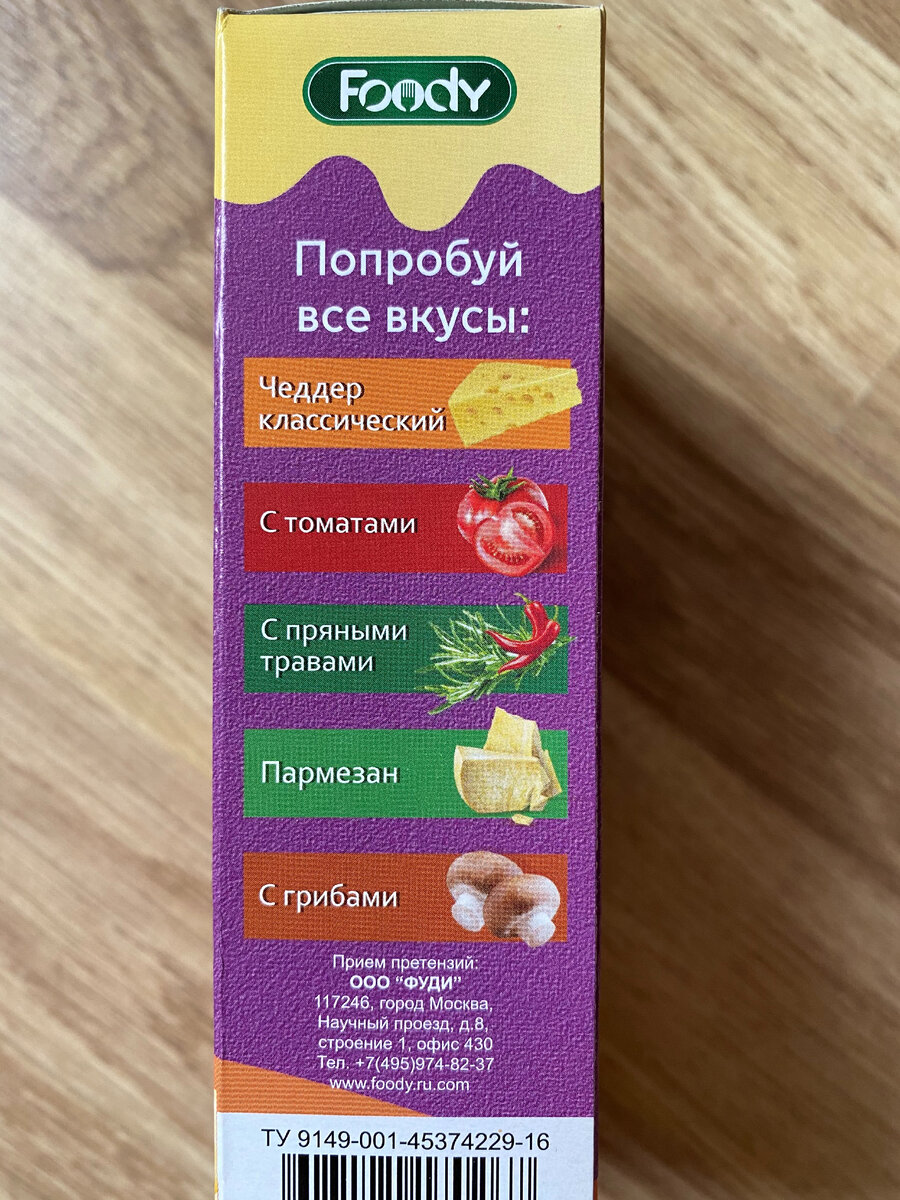 Foody
Попробуй
все вкусы:
Чеддер
классический
С томатами
С пряными
травами
Пармезан
С грибами
Прием претензий:
ООО “ФУДИ”
117246, город Москва,
Научный проезд, д.8,
строение 1, офис 430
Тел. +7(495)974-82-37
www.foody.ru.com
ТУ 9149-001-45374229-16